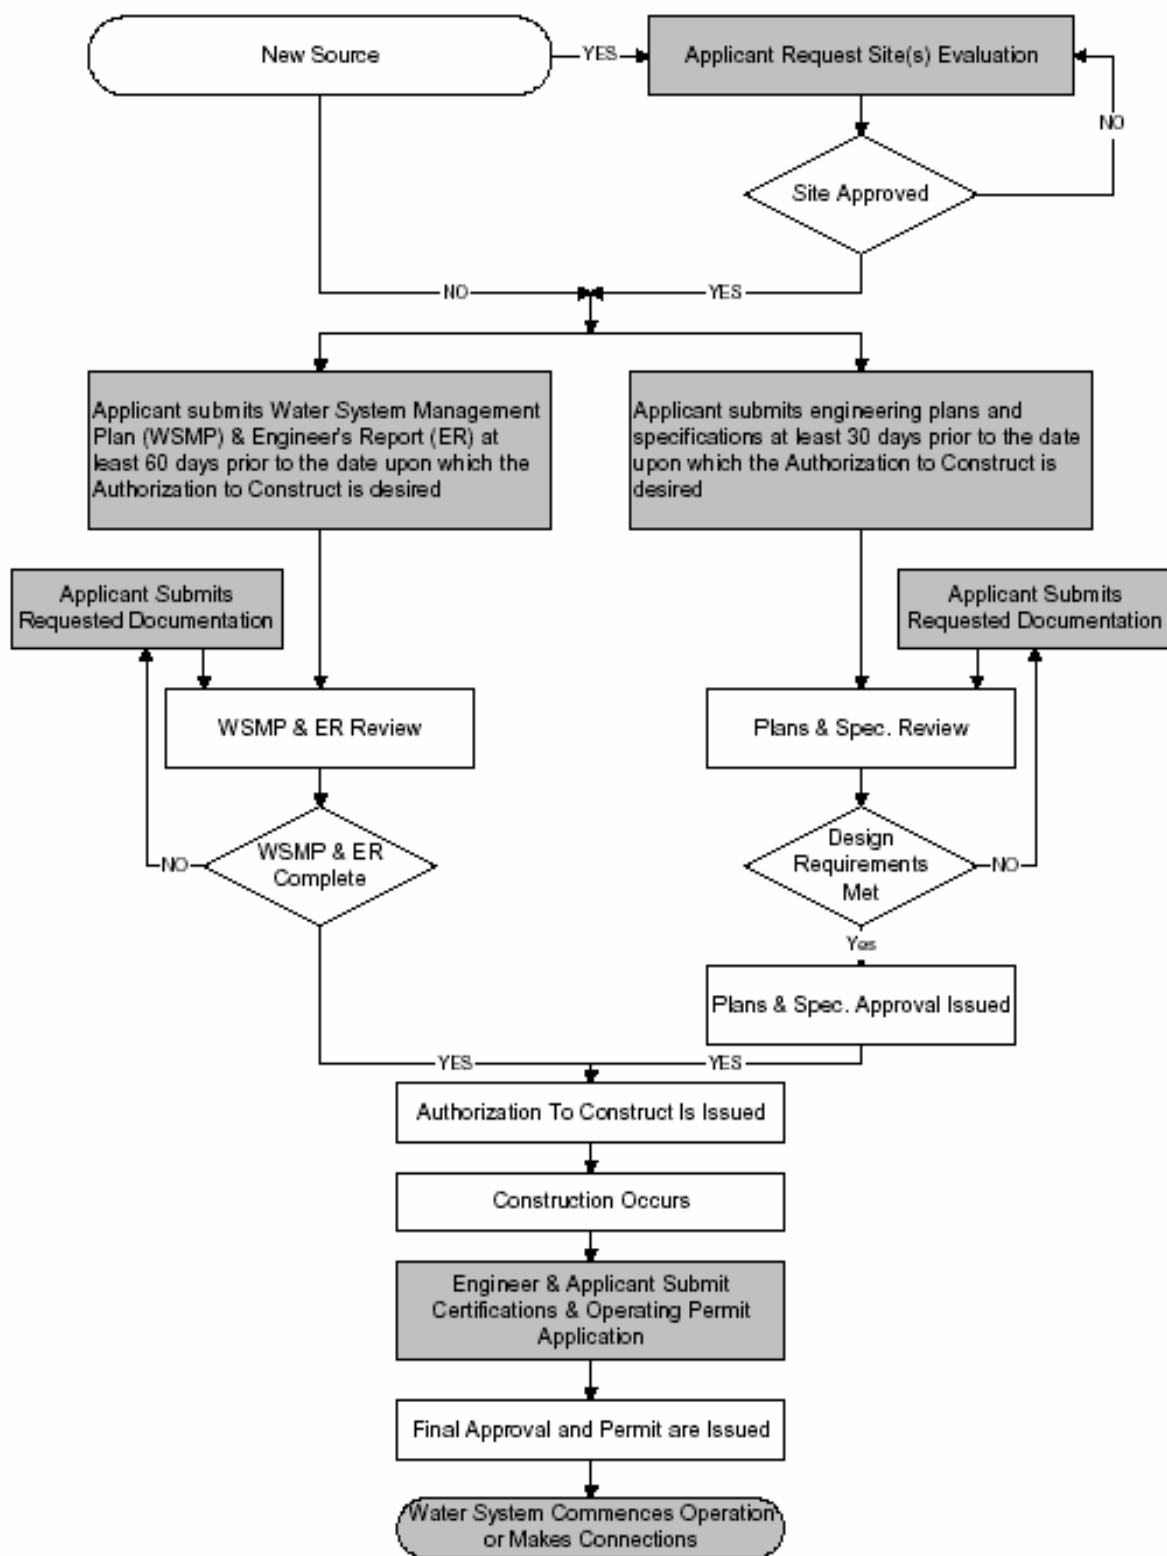 New Source
YES
Applicant Request Site(s) Evaluation
NO
Site Approved
NO
YES
Applicant submits Water System Management
Plan (WSMP) & Engineer's Report (ER) at
least 60 days prior to the date upon which the
Authorization to Construct is desired
Applicant submits engineering plans and
specifications at least 30 days prior to the date
upon which the Authorization to Construct is
desired
Applicant Submits
Requested Documentation
Applicant Submits
Requested Documentation
WSMP & ER Review
Plans & Spec. Review
NO
WSMP & ER
Complete
Design
Requirements
Met
NO
Yes
Plans & Spec. Approval Issued
YES
YES
Authorization To Construct Is Issued
Construction Occurs
Engineer & Applicant Submit
Certifications & Operating Permit
Application
Final Approval and Permit are Issued
Water System Commences Operation
or Makes Connections